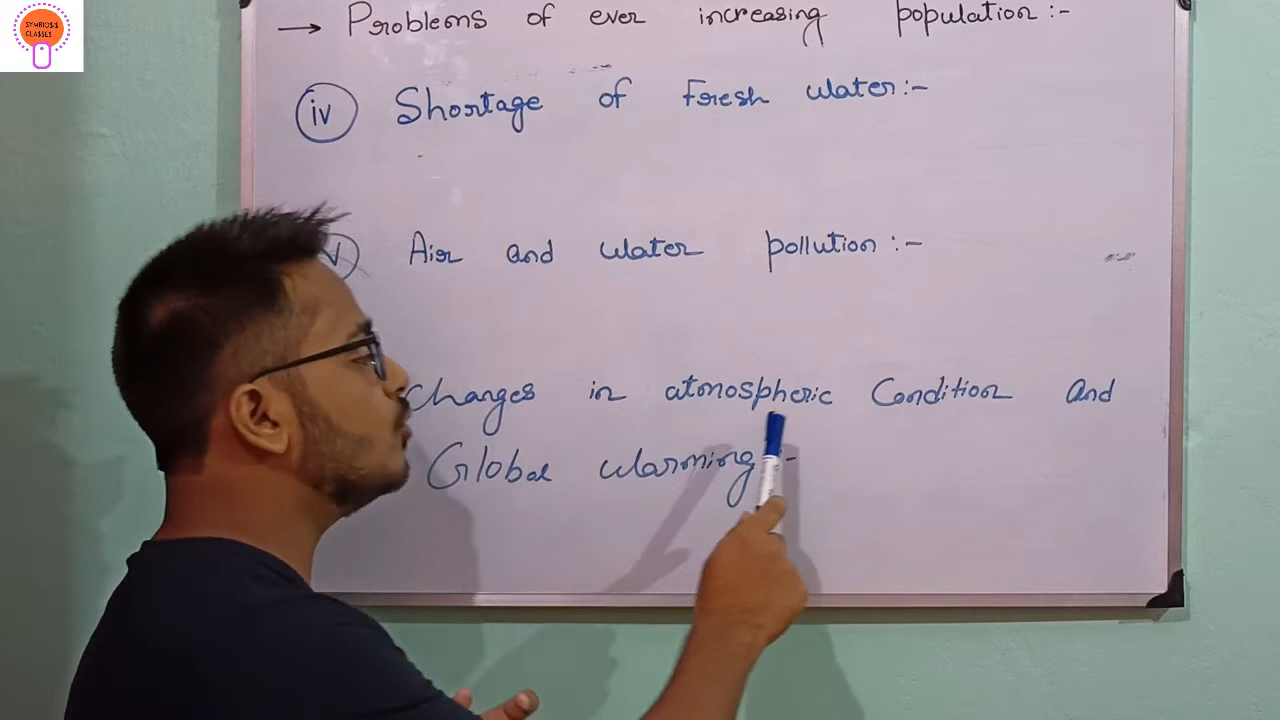 SYMBIOSIS
CLASSES
→ Problems of ever increasing population :-
iv Shortage of Fresh water :-
v Air and water pollution :-
Changes in atmospheric Condition and
Global warming :-